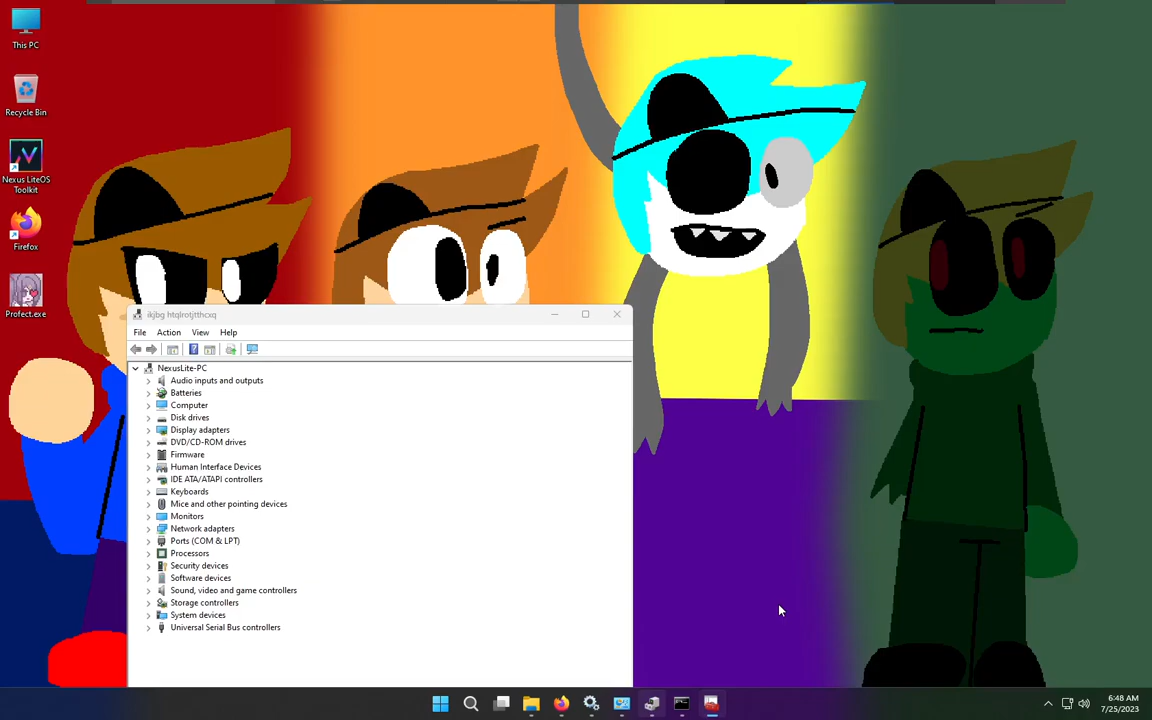 This PC
Recycle Bin
Nexus LiteOS
Toolkit
Firefox
Profect.exe
ikjbg htqlrotjtthcxq
File Action View Help
NexusLite-PC
Audio inputs and outputs
Batteries
Computer
Disk drives
Display adapters
DVD/CD-ROM drives
Firmware
Human Interface Devices
IDE ATA/ATAPI controllers
Keyboards
Mice and other pointing devices
Monitors
Network adapters
Ports (COM & LPT)
Processors
Security devices
Software devices
Sound, video and game controllers
Storage controllers
System devices
Universal Serial Bus controllers
6:48 AM
7/25/2023